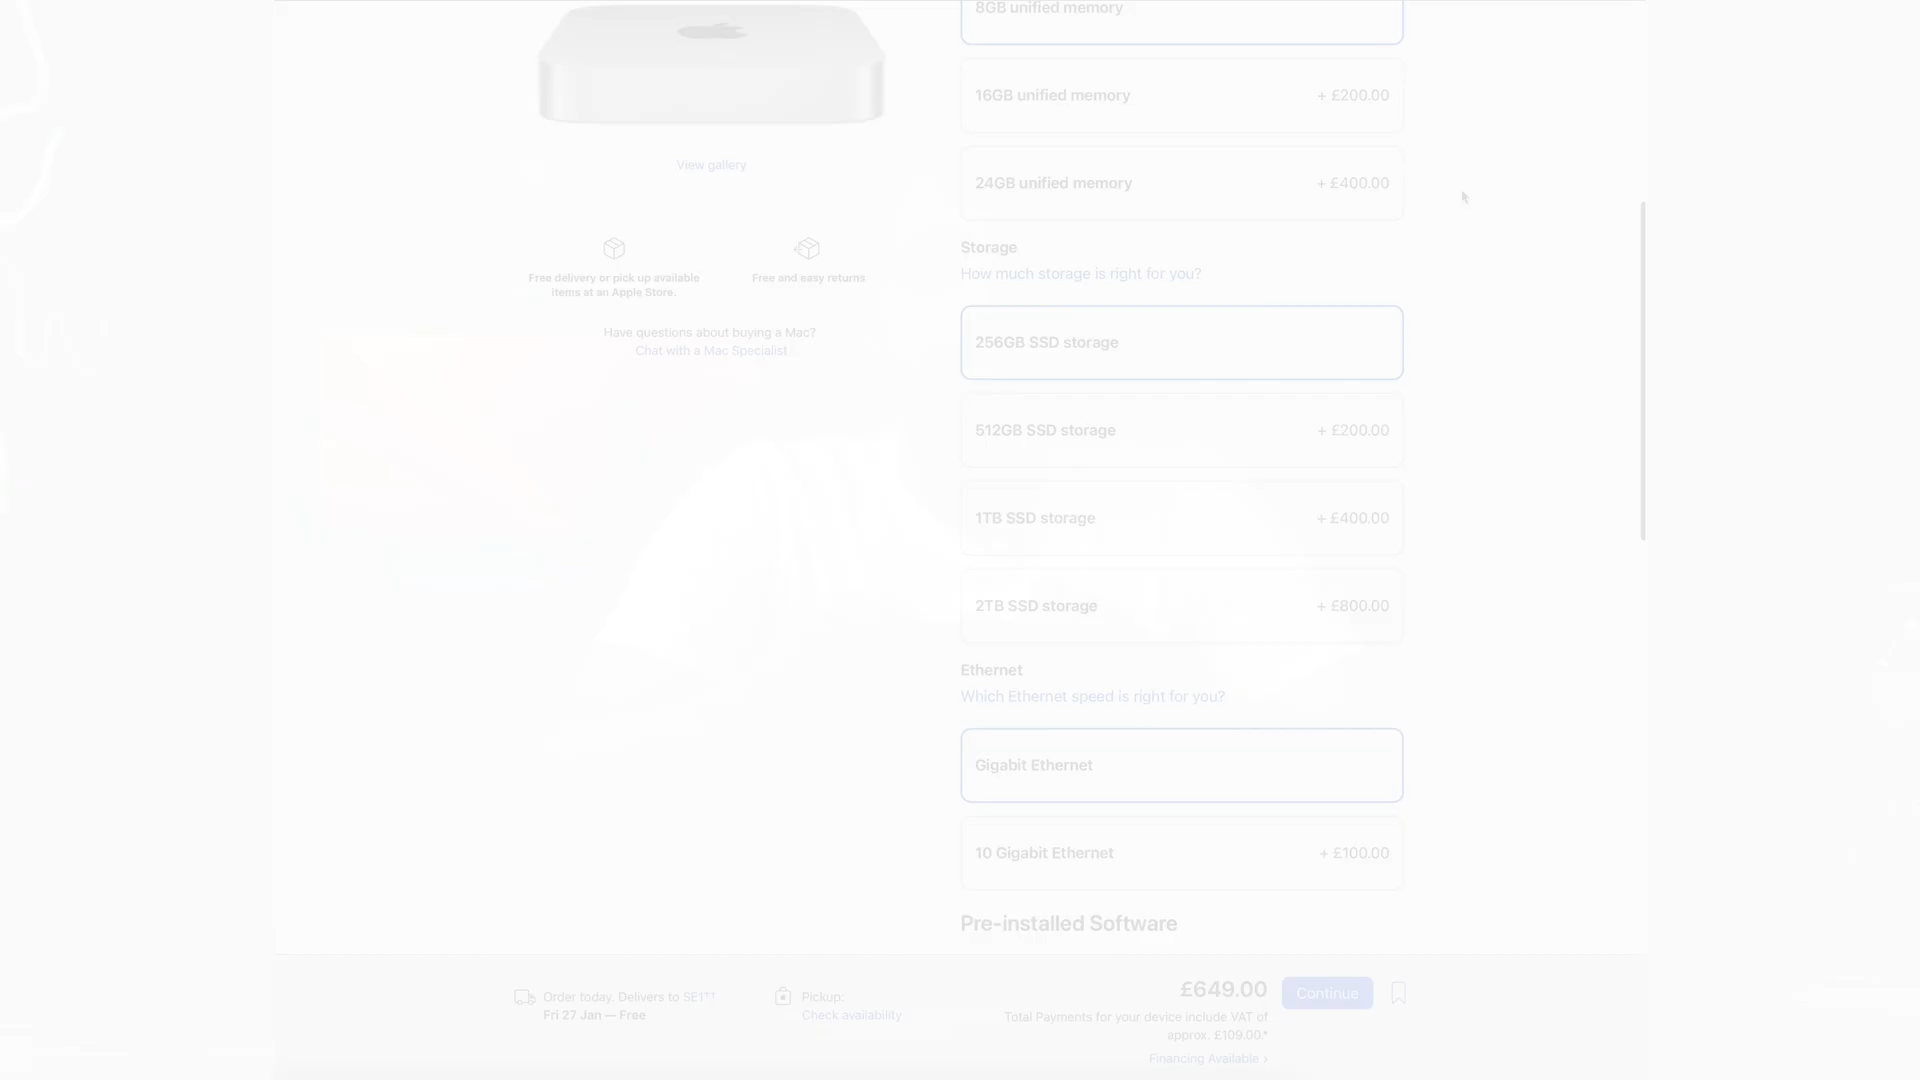 8GB unified memory
16GB unified memory + £200.00
24GB unified memory + £400.00
View gallery
Free delivery or pick up available
items at an Apple Store.
Free and easy returns
Have questions about buying a Mac?
Chat with a Mac Specialist
Storage
How much storage is right for you?
256GB SSD storage
512GB SSD storage + £200.00
1TB SSD storage + £400.00
2TB SSD storage + £800.00
Ethernet
Which Ethernet speed is right for you?
Gigabit Ethernet
10 Gigabit Ethernet + £100.00
Pre-installed Software
Order today. Delivers to SE1**
Fri 27 Jan — Free
Pickup:
Check availability
£649.00
Total Payments for your device include VAT of
approx. £109.00.*
Financing Available >
Continue